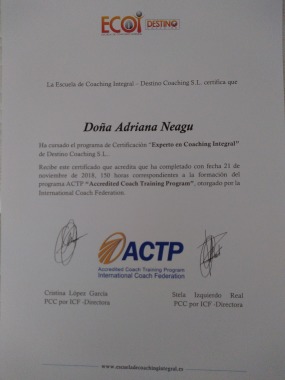 ECOi DESTINO
La Escuela de Coaching Integral – Destino Coaching S.L. certifica que
Doña Adriana Neagu
Ha cursado el programa de Certificación "Experto en Coaching Integral"
de Destino Coaching S.L.
Recibe este certificado que acredita que ha completado con fecha 21 de
noviembre de 2018, 150 horas correspondientes a la formación del
programa ACTP "Accredited Coach Training Program", otorgado por la
International Coach Federation.
ACTP
Accredited Coach Training Program
International Coach Federation
Cristina López García
PCC por ICF -Directora
Stela Izquierdo Real
PCC por ICF -Directora
www.escueladecoachingintegral.es